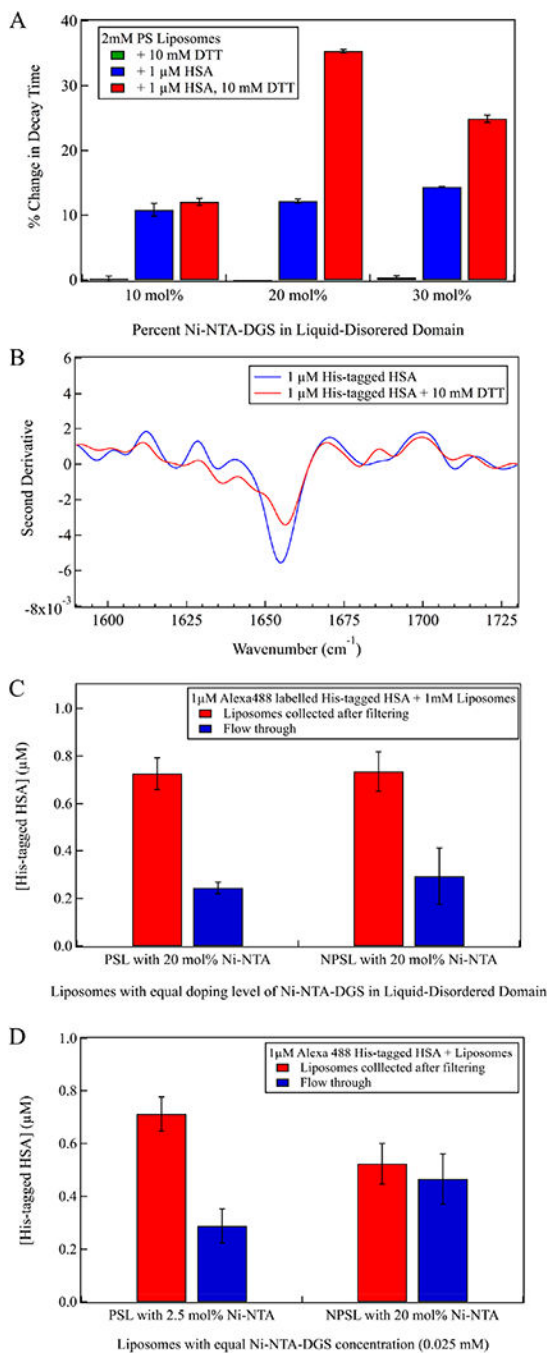 A
2mM PS Liposomes
+ 10 mM DTT
+ 1 µM HSA
+ 1 µM HSA, 10 mM DTT
% Change in Decay Time
40
30
20
10
0
10 mol%
20 mol%
30 mol%
Percent Ni-NTA-DGS in Liquid-Disorered Domain
B
1 µM His-tagged HSA
1 µM His-tagged HSA + 10 mM DTT
Second Derivative
6
4
2
0
-2
-4
-6
-8x10⁻³
1600
1625
1650
1675
1700
1725
Wavenumber (cm⁻¹)
C
1µM Alexa488 labelled His-tagged HSA + 1mM Liposomes
Liposomes collected after filtering
Flow through
[His-tagged HSA] (µM)
1.0
0.8
0.6
0.4
0.2
0.0
PSL with 20 mol% Ni-NTA
NPSL with 20 mol% Ni-NTA
Liposomes with equal doping level of Ni-NTA-DGS in Liquid-Disordered Domain
D
1µM Alexa 488 His-tagged HSA + Liposomes
Liposomes colllected after filtering
Flow through
[His-tagged HSA] (µM)
1.0
0.8
0.6
0.4
0.2
0.0
PSL with 2.5 mol% Ni-NTA
NPSL with 20 mol% Ni-NTA
Liposomes with equal Ni-NTA-DGS concentration (0.025 mM)